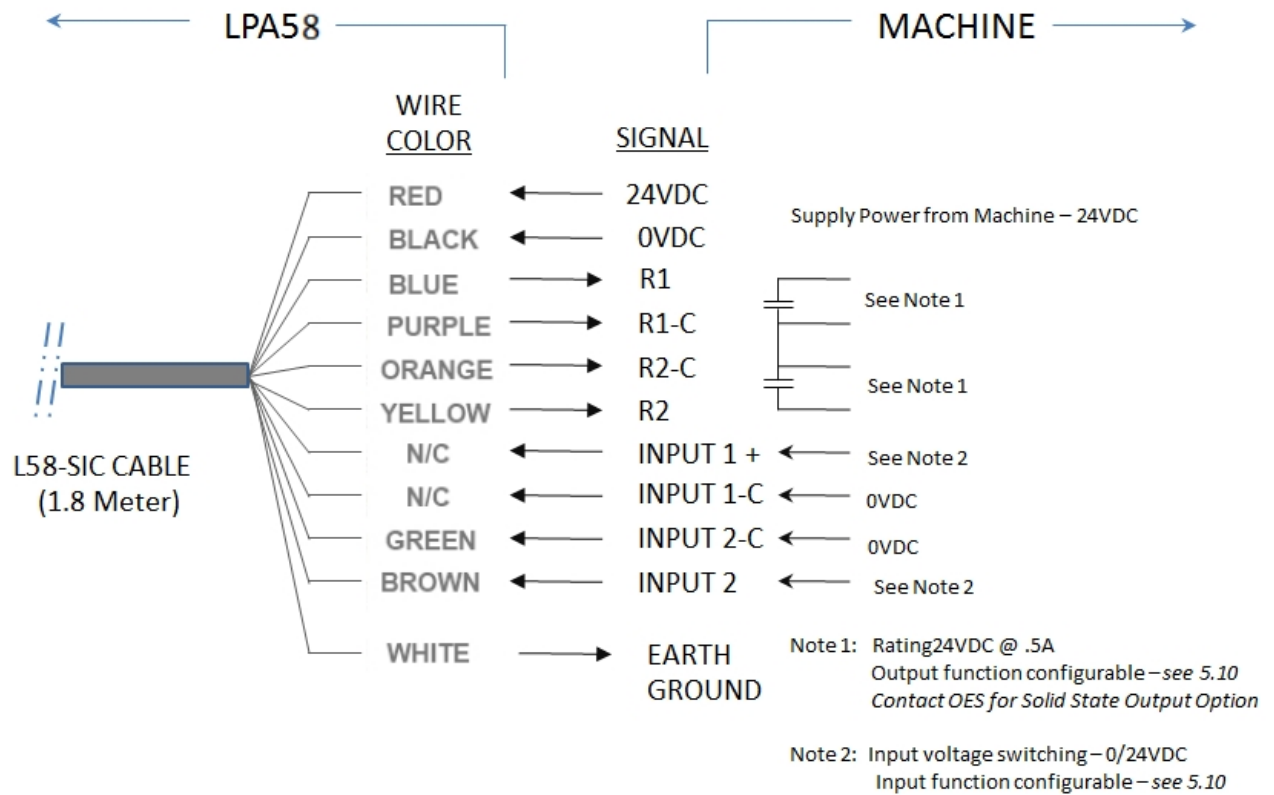 LPA58
MACHINE
WIRE
COLOR
SIGNAL
RED
24VDC
Supply Power from Machine – 24VDC
BLACK
0VDC
BLUE
R1
See Note 1
PURPLE
R1-C
ORANGE
R2-C
See Note 1
YELLOW
R2
N/C
INPUT 1 +
See Note 2
L58-SIC CABLE
(1.8 Meter)
N/C
INPUT 1-C
0VDC
GREEN
INPUT 2-C
0VDC
BROWN
INPUT 2
See Note 2
WHITE
EARTH
GROUND
Note 1: Rating24VDC @ .5A
Output function configurable – see 5.10
Contact OES for Solid State Output Option
Note 2: Input voltage switching – 0/24VDC
Input function configurable – see 5.10